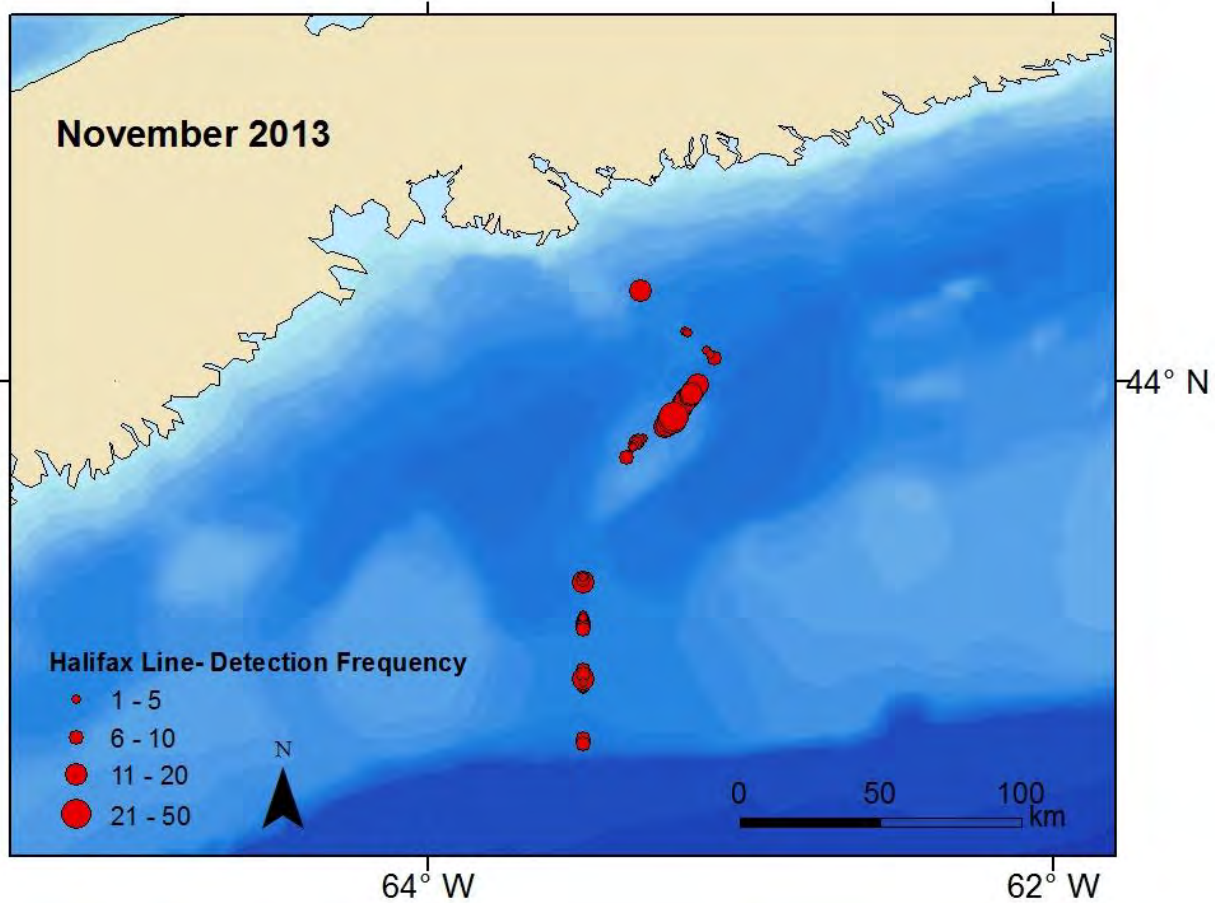 November 2013
44° N
Halifax Line- Detection Frequency
1 - 5
6 - 10
11 - 20
21 - 50
N
0 50 100
km
64° W 62° W